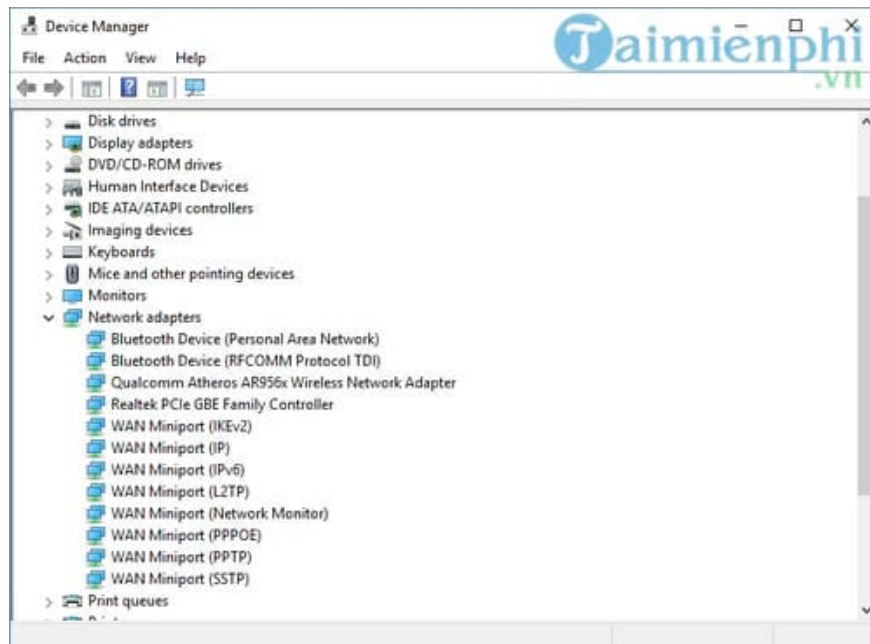 Device Manager
Taimienphi
.vn
File Action View Help
Disk drives
Display adapters
DVD/CD-ROM drives
Human Interface Devices
IDE ATA/ATAPI controllers
Imaging devices
Keyboards
Mice and other pointing devices
Monitors
Network adapters
Bluetooth Device (Personal Area Network)
Bluetooth Device (RFCOMM Protocol TDI)
Qualcomm Atheros AR956x Wireless Network Adapter
Realtek PCIe GBE Family Controller
WAN Miniport (IKEv2)
WAN Miniport (IP)
WAN Miniport (IPv6)
WAN Miniport (L2TP)
WAN Miniport (Network Monitor)
WAN Miniport (PPPOE)
WAN Miniport (PPTP)
WAN Miniport (SSTP)
Print queues